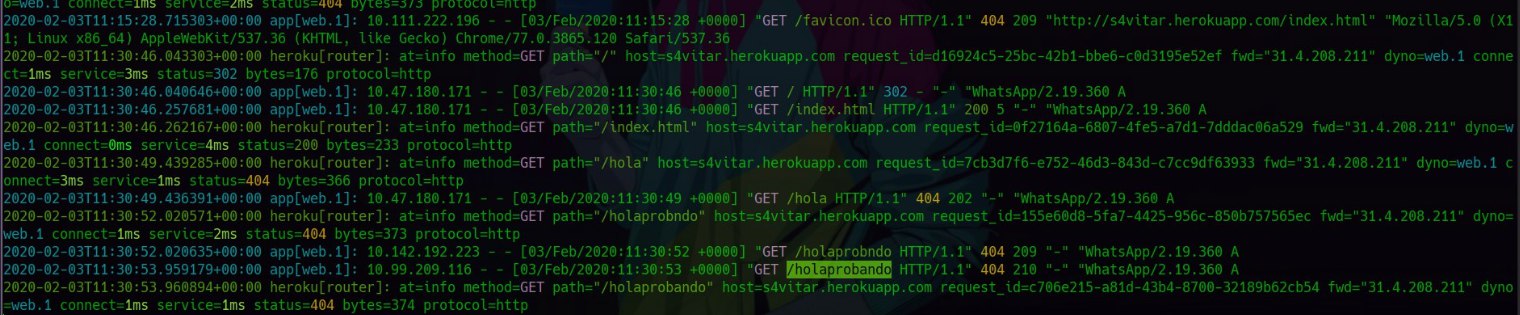 o=web.1 connect=1ms service=2ms status=404 bytes=373 protocol=http
2020-02-03T11:15:28.715303+00:00 app[web.1]: 10.111.222.196 - - [03/Feb/2020:11:15:28 +0000] "GET /favicon.ico HTTP/1.1" 404 209 "http://s4vitar.herokuapp.com/index.html" "Mozilla/5.0 (X1
1; Linux x86_64) AppleWebKit/537.36 (KHTML, like Gecko) Chrome/77.0.3865.120 Safari/537.36
2020-02-03T11:30:46.043303+00:00 heroku[router]: at=info method=GET path="/" host=s4vitar.herokuapp.com request_id=d16924c5-25bc-42b1-bbe6-c0d3195e52ef fwd="31.4.208.211" dyno=web.1 conne
ct=1ms service=3ms status=302 bytes=176 protocol=http
2020-02-03T11:30:46.040646+00:00 app[web.1]: 10.47.180.171 - - [03/Feb/2020:11:30:46 +0000] "GET / HTTP/1.1" 302 - "-" "WhatsApp/2.19.360 A
2020-02-03T11:30:46.257681+00:00 app[web.1]: 10.47.180.171 - - [03/Feb/2020:11:30:46 +0000] "GET /index.html HTTP/1.1" 200 5 "-" "WhatsApp/2.19.360 A
2020-02-03T11:30:46.262167+00:00 heroku[router]: at=info method=GET path="/index.html" host=s4vitar.herokuapp.com request_id=0f27164a-6807-4fe5-a7d1-7dddac06a529 fwd="31.4.208.211" dyno=w
eb.1 connect=0ms service=4ms status=200 bytes=233 protocol=http
2020-02-03T11:30:49.439285+00:00 heroku[router]: at=info method=GET path="/hola" host=s4vitar.herokuapp.com request_id=7cb3d7f6-e752-46d3-843d-c7cc9df63933 fwd="31.4.208.211" dyno=web.1 c
onnect=3ms service=1ms status=404 bytes=366 protocol=http
2020-02-03T11:30:49.436391+00:00 app[web.1]: 10.47.180.171 - - [03/Feb/2020:11:30:49 +0000] "GET /hola HTTP/1.1" 404 202 "-" "WhatsApp/2.19.360 A
2020-02-03T11:30:52.020571+00:00 heroku[router]: at=info method=GET path="/holaprobndo" host=s4vitar.herokuapp.com request_id=155e60d8-5fa7-4425-956c-850b757565ec fwd="31.4.208.211" dyno=
web.1 connect=1ms service=2ms status=404 bytes=373 protocol=http
2020-02-03T11:30:52.020635+00:00 app[web.1]: 10.142.192.223 - - [03/Feb/2020:11:30:52 +0000] "GET /holaprobndo HTTP/1.1" 404 209 "-" "WhatsApp/2.19.360 A
2020-02-03T11:30:53.959179+00:00 app[web.1]: 10.99.209.116 - - [03/Feb/2020:11:30:53 +0000] "GET /holaprobando HTTP/1.1" 404 210 "-" "WhatsApp/2.19.360 A
2020-02-03T11:30:53.960894+00:00 heroku[router]: at=info method=GET path="/holaprobando" host=s4vitar.herokuapp.com request_id=c706e215-a81d-43b4-8700-32189b62cb54 fwd="31.4.208.211" dyno
=web.1 connect=1ms service=1ms status=404 bytes=374 protocol=http